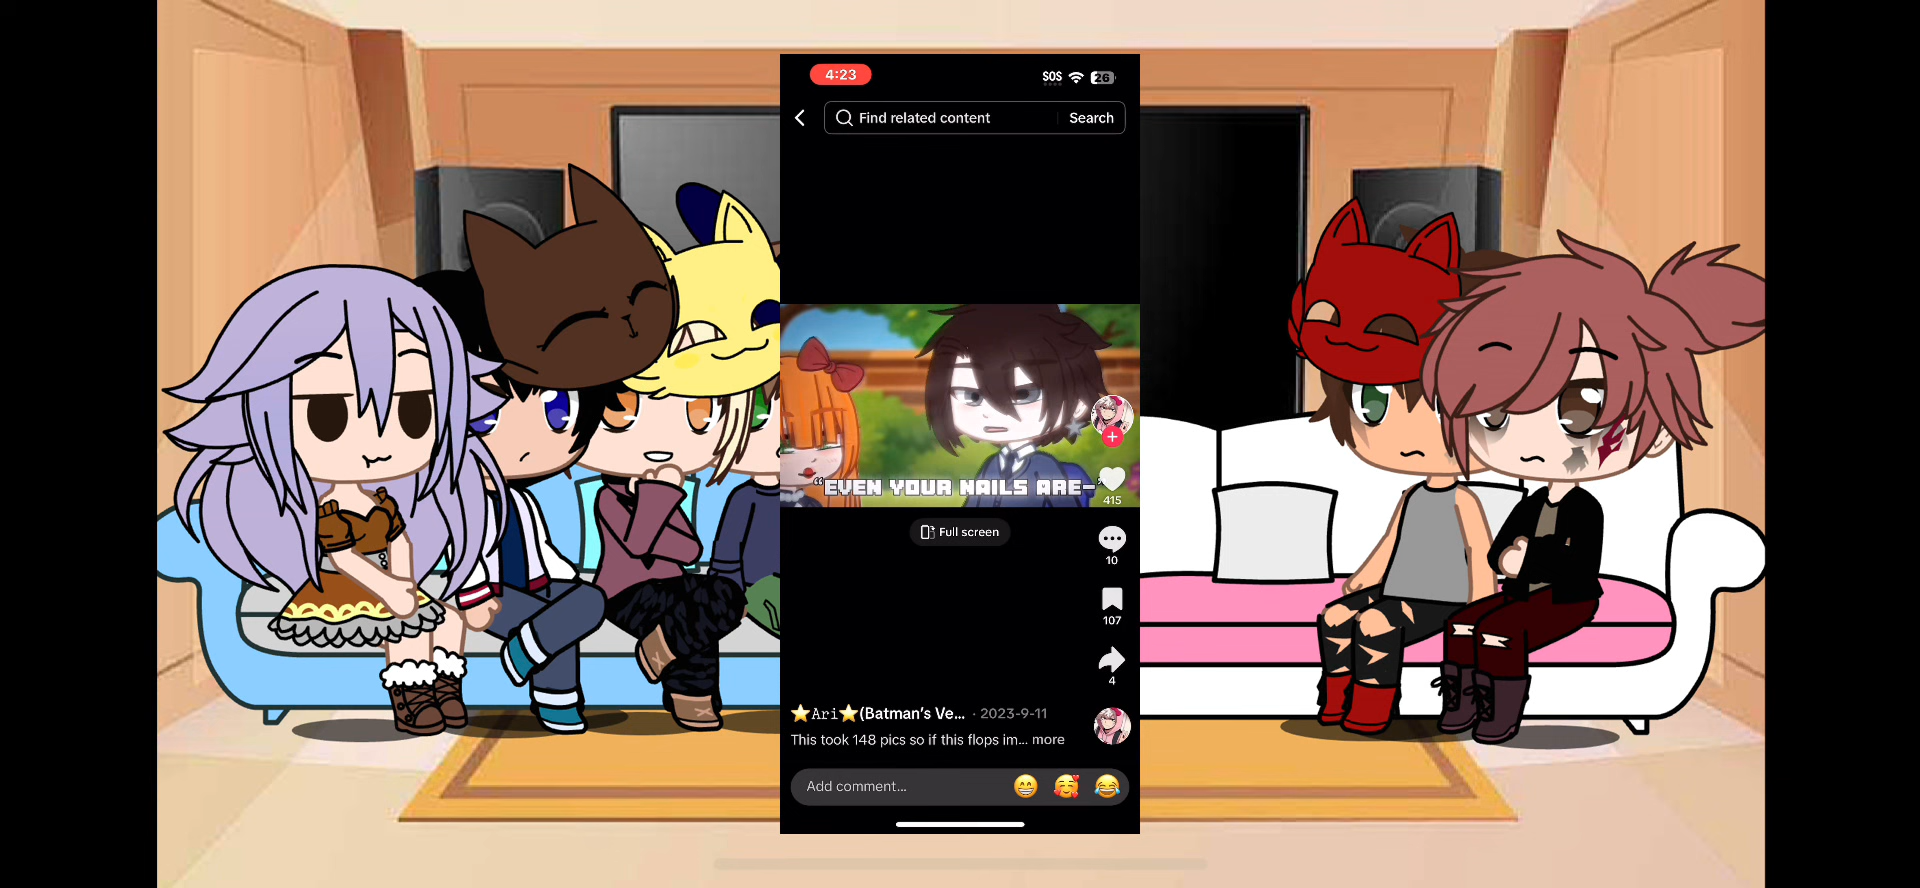 4:23
SOS
26
Find related content
Search
“EVEN YOUR NAILS ARE-”
415
Full screen
10
107
4
⭐Ari⭐(Batman's Ve... · 2023-9-11
This took 148 pics so if this flops im... more
Add comment...